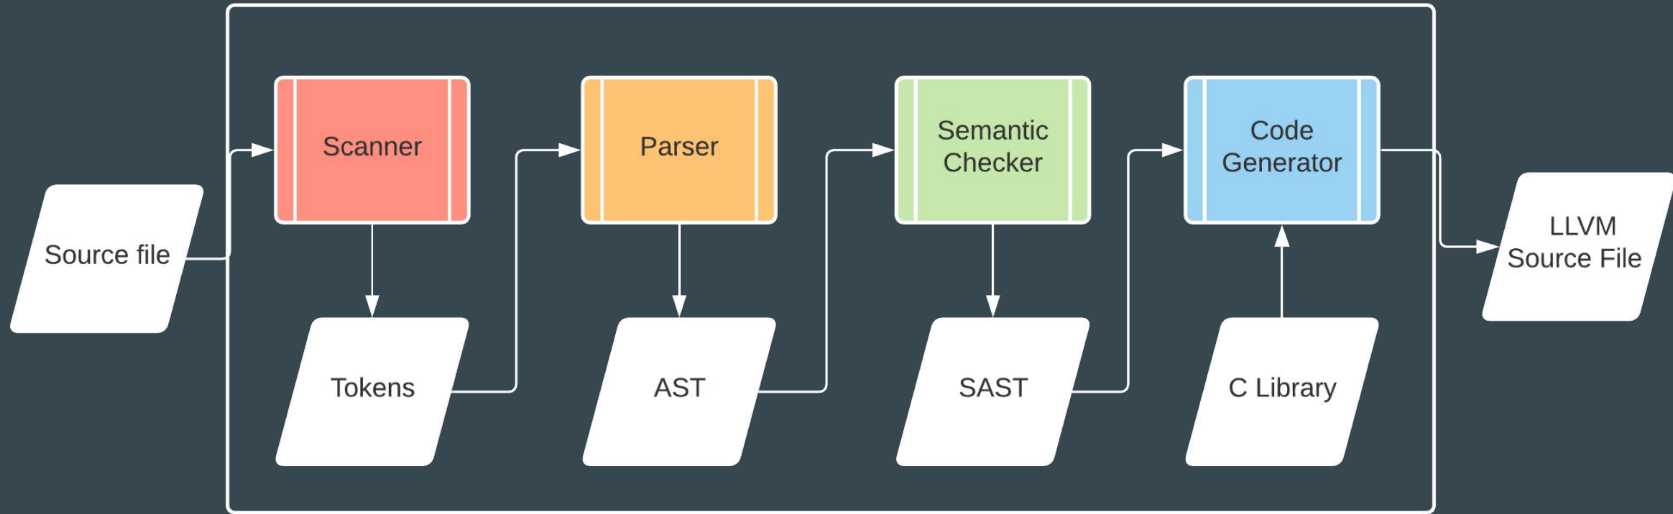 Scanner
Parser
Semantic
Checker
Code
Generator
Source file
LLVM
Source File
Tokens
AST
SAST
C Library